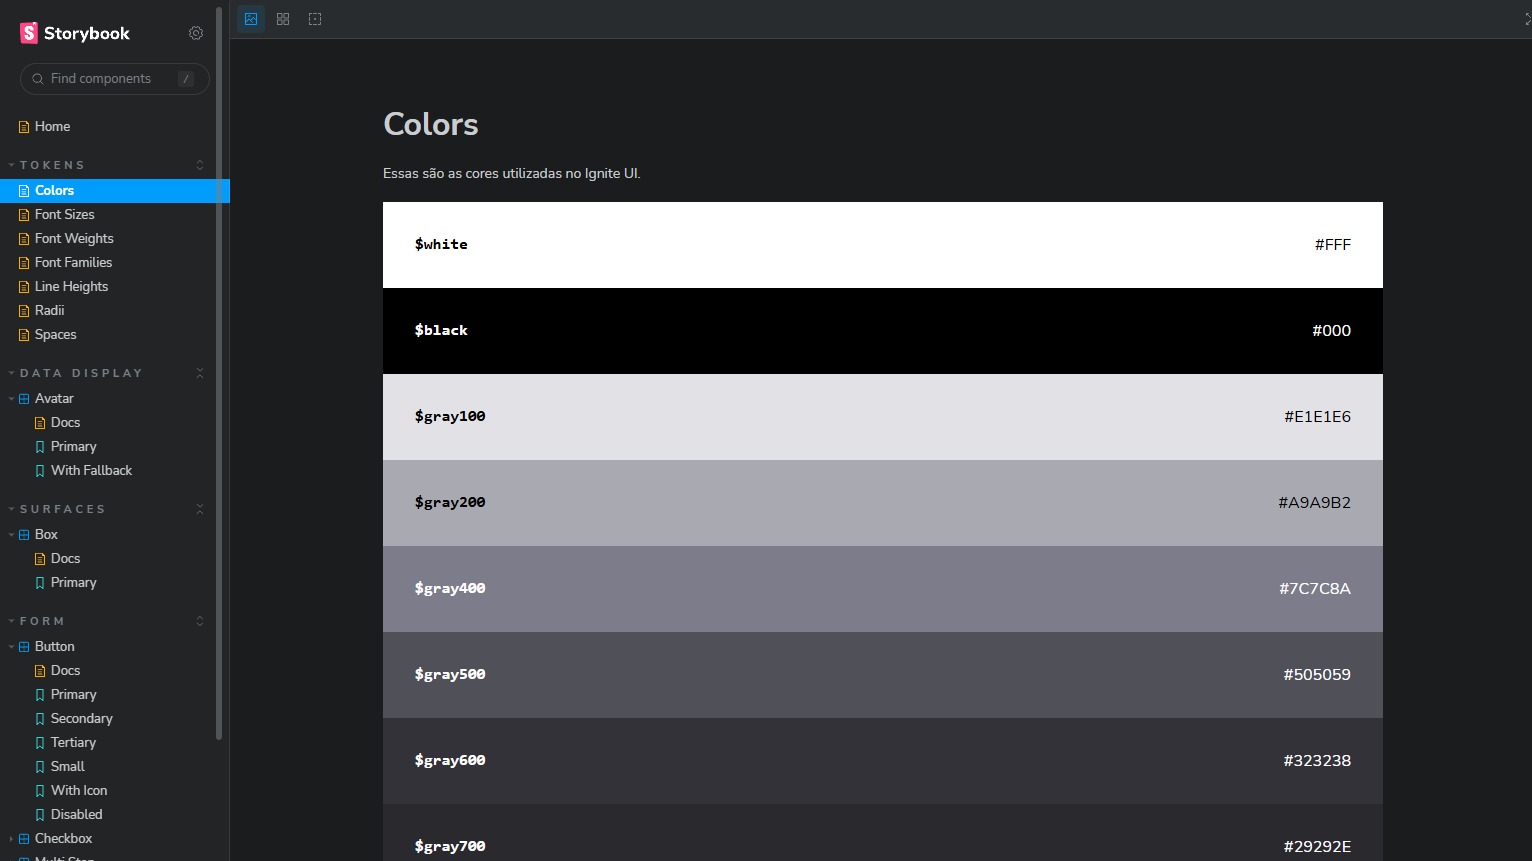 Storybook
Find components
/
Home
TOKENS
Colors
Font Sizes
Font Weights
Font Families
Line Heights
Radii
Spaces
DATA DISPLAY
Avatar
Docs
Primary
With Fallback
SURFACES
Box
Docs
Primary
FORM
Button
Docs
Primary
Secondary
Tertiary
Small
With Icon
Disabled
Checkbox
Multi Step
Colors
Essas são as cores utilizadas no Ignite UI.
$white #FFF
$black #000
$gray100 #E1E1E6
$gray200 #A9A9B2
$gray400 #7C7C8A
$gray500 #505059
$gray600 #323238
$gray700 #29292E